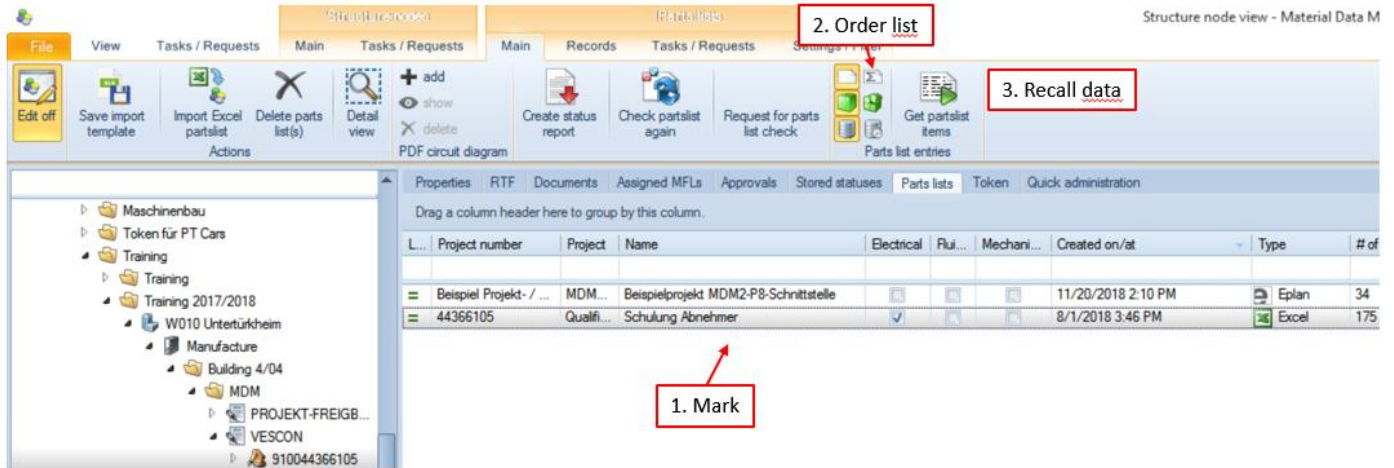 Structure nodes
Parts lists
Structure node view - Material Data M
2. Order list
File View Tasks / Requests Main Tasks / Requests Main Records Tasks / Requests Settings / Filter
Edit off
Save import template
Import Excel partslist
Delete parts list(s)
Actions
Detail view
add
show
delete
PDF circuit diagram
Create status report
Check partslist again
Request for parts list check
Get partslist items
Parts list entries
3. Recall data
Properties RTF Documents Assigned MFLs Approvals Stored statuses Parts lists Token Quick administration
Drag a column header here to group by this column.
L... Project number Project Name Electrical Flui... Mechani... Created on/at Type # of
= Beispiel Projekt- / ... MDM... Beispielprojekt MDM2-P8-Schnittstelle 11/20/2018 2:10 PM Eplan 34
= 44366105 Qualifi... Schulung Abnehmer 8/1/2018 3:46 PM Excel 175
1. Mark
Maschinenbau
Token für PT Cars
Training
Training
Training 2017/2018
W010 Untertürkheim
Manufacture
Building 4/04
MDM
PROJEKT-FREIGB...
VESCON
910044366105